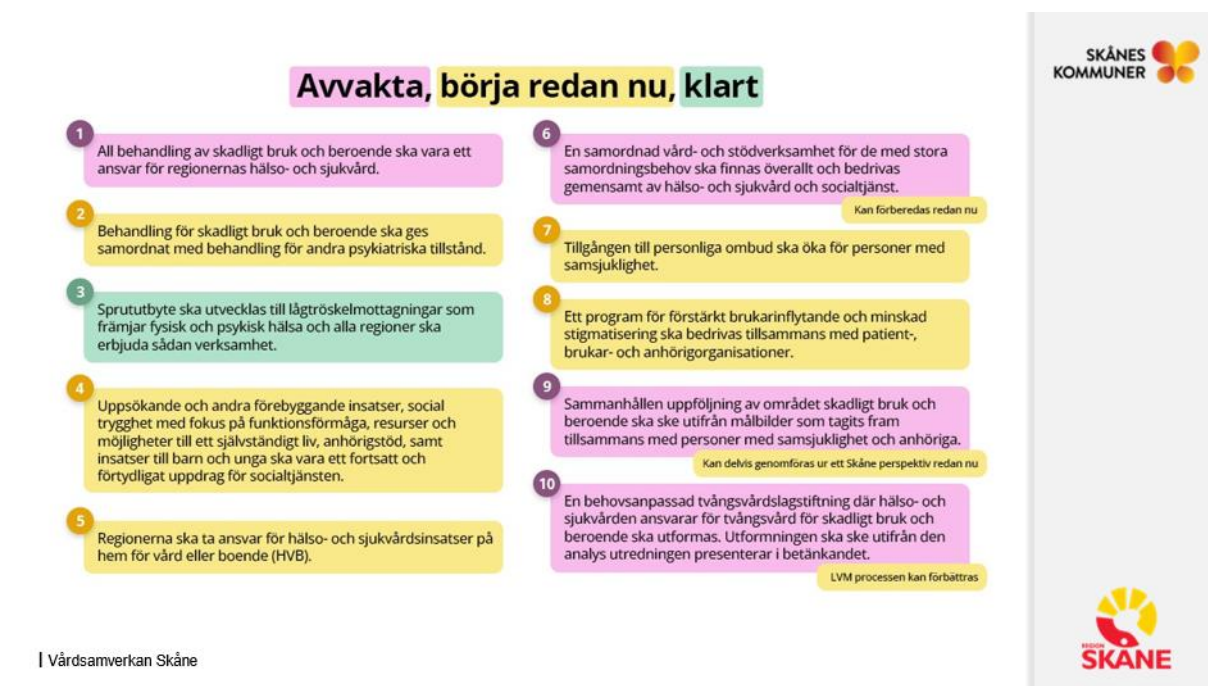 SKÅNES
KOMMUNER
Avvakta, börja redan nu, klart
1
All behandling av skadligt bruk och beroende ska vara ett
ansvar för regionernas hälso- och sjukvård.
2
Behandling för skadligt bruk och beroende ska ges
samordnat med behandling för andra psykiatriska tillstånd.
3
Sprututbyte ska utvecklas till lågtröskelmottagningar som
främjar fysisk och psykisk hälsa och alla regioner ska
erbjuda sådan verksamhet.
4
Uppsökande och andra förebyggande insatser, social
trygghet med fokus på funktionsförmåga, resurser och
möjligheter till ett självständigt liv, anhörigstöd, samt
insatser till barn och unga ska vara ett fortsatt och
förtydligat uppdrag för socialtjänsten.
5
Regionerna ska ta ansvar för hälso- och sjukvårdsinsatser på
hem för vård eller boende (HVB).
6
En samordnad vård- och stödverksamhet för de med stora
samordningsbehov ska finnas överallt och bedrivas
gemensamt av hälso- och sjukvård och socialtjänst.
Kan förberedas redan nu
7
Tillgången till personliga ombud ska öka för personer med
samsjuklighet.
8
Ett program för förstärkt brukarinflytande och minskad
stigmatisering ska bedrivas tillsammans med patient-,
brukar- och anhörigorganisationer.
9
Sammanhållen uppföljning av området skadligt bruk och
beroende ska ske utifrån målbilder som tagits fram
tillsammans med personer med samsjuklighet och anhöriga.
Kan delvis genomföras ur ett Skåne perspektiv redan nu
10
En behovsanpassad tvångsvårdslagstiftning där hälso- och
sjukvården ansvarar för tvångsvård för skadligt bruk och
beroende ska utformas. Utformningen ska ske utifrån den
analys utredningen presenterar i betänkandet.
LVM processen kan förbättras
| Vårdsamverkan Skåne
REGION
SKÅNE